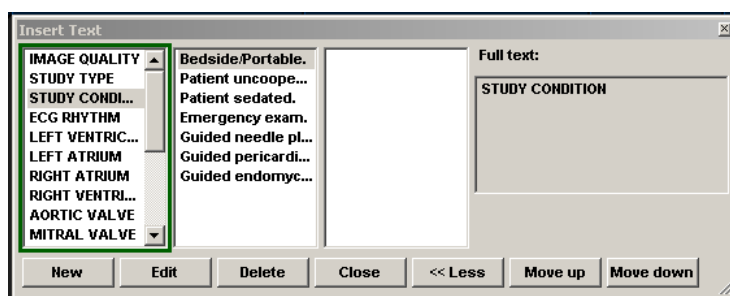 Insert Text
IMAGE QUALITY
STUDY TYPE
STUDY CONDI...
ECG RHYTHM
LEFT VENTRIC...
LEFT ATRIUM
RIGHT ATRIUM
RIGHT VENTRI...
AORTIC VALVE
MITRAL VALVE
Bedside/Portable.
Patient uncoope...
Patient sedated.
Emergency exam.
Guided needle pl...
Guided pericardi...
Guided endomyc...
Full text:
STUDY CONDITION
New Edit Delete Close << Less Move up Move down